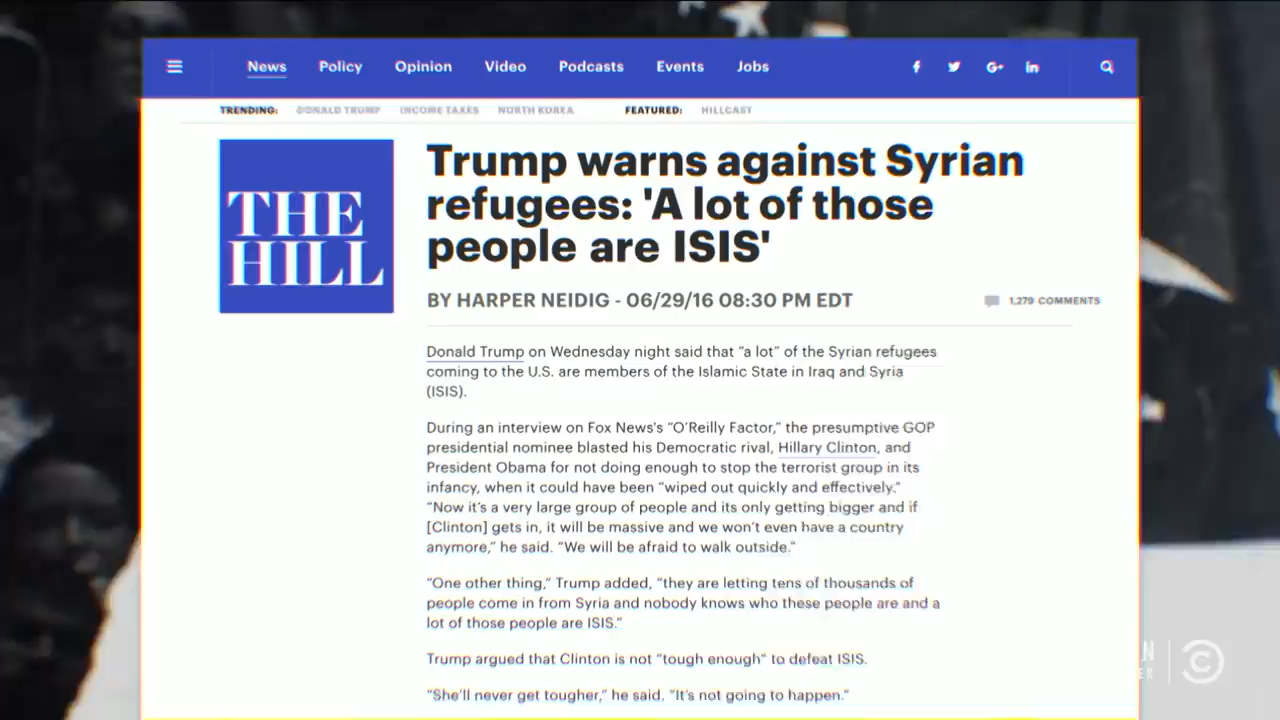 News Policy Opinion Video Podcasts Events Jobs
TRENDING: DONALD TRUMP INCOME TAXES NORTH KOREA FEATURED: HILLCAST
THE
HILL
Trump warns against Syrian
refugees: 'A lot of those
people are ISIS'
BY HARPER NEIDIG - 06/29/16 08:30 PM EDT
1,279 COMMENTS
Donald Trump on Wednesday night said that "a lot" of the Syrian refugees
coming to the U.S. are members of the Islamic State in Iraq and Syria
(ISIS).
During an interview on Fox News's "O'Reilly Factor," the presumptive GOP
presidential nominee blasted his Democratic rival, Hillary Clinton, and
President Obama for not doing enough to stop the terrorist group in its
infancy, when it could have been "wiped out quickly and effectively."
"Now it's a very large group of people and its only getting bigger and if
[Clinton] gets in, it will be massive and we won't even have a country
anymore," he said. "We will be afraid to walk outside."
"One other thing," Trump added, "they are letting tens of thousands of
people come in from Syria and nobody knows who these people are and a
lot of those people are ISIS."
Trump argued that Clinton is not "tough enough" to defeat ISIS.
"She'll never get tougher," he said. "It's not going to happen."